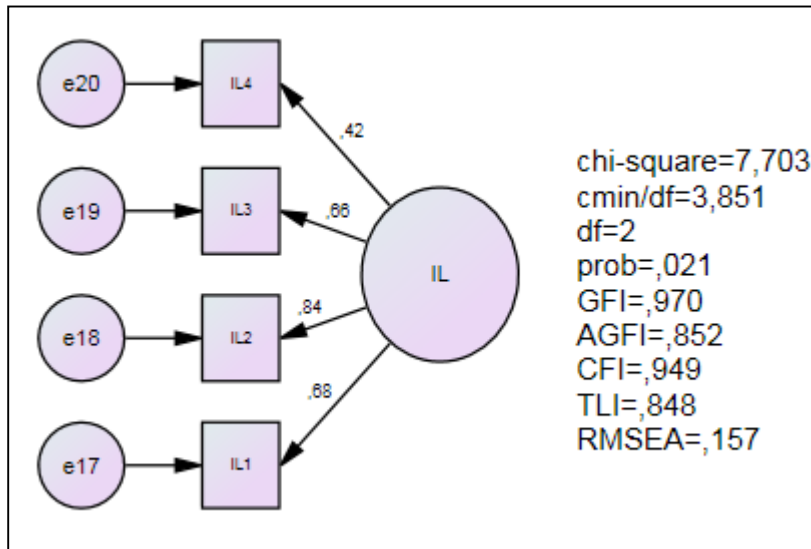 e20
IL4
,42
e19
IL3
,66
IL
e18
IL2
,84
e17
IL1
,68
chi-square=7,703
cmin/df=3,851
df=2
prob=,021
GFI=,970
AGFI=,852
CFI=,949
TLI=,848
RMSEA=,157